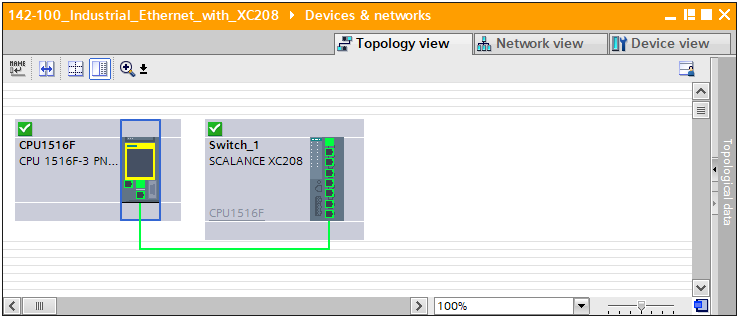 142-100_Industrial_Ethernet_with_XC208 ▸ Devices & networks
Topology view Network view Device view
NAME
CPU1516F
CPU 1516F-3 PN...
Switch_1
SCALANCE XC208
CPU1516F
Topological data
100%